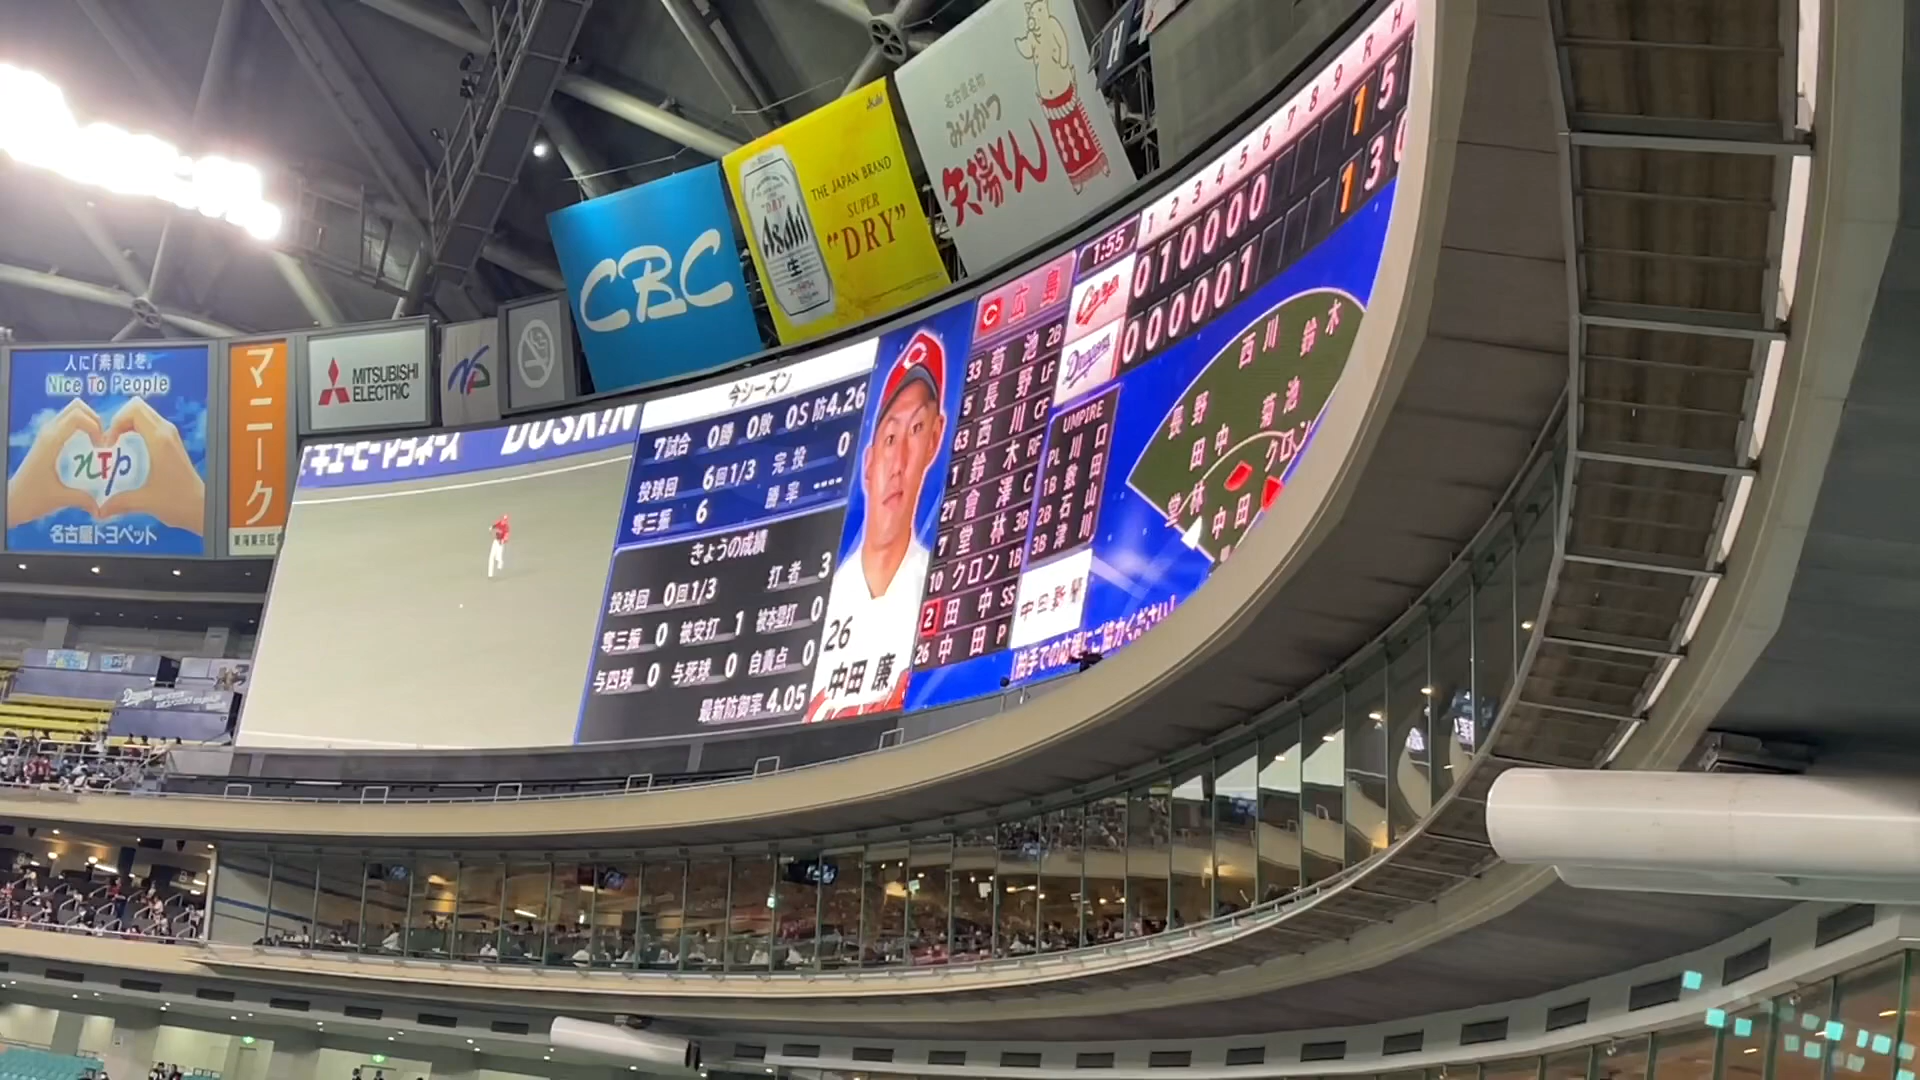 人に「素敵」を。
Nice To People
nTp
名古屋トヨペット
マニーク
MITSUBISHI
ELECTRIC
CBC
Asahi
THE JAPAN BRAND
SUPER
"DRY"
Asahi
生
名古屋名物
みそかつ
矢場とん
キユーピーマヨネーズ
DUSKIN
今シーズン
7試合 0勝 0敗 0S 防4.26
投球回 6回1/3 完投 0
奪三振 6 勝率 ----
きょうの成績
投球回 0回1/3 打者 3
奪三振 0 被安打 1 被本塁打 0
与四球 0 与死球 0 自責点 0
最新防御率 4.05
26
中田 廉
C 広島
33 菊池 2B
5 長野 LF
63 西川 CF
1 鈴木 RF
27 會澤 C
7 堂林 3B
10 クロン 1B
2 田中 SS
26 中田 P
1:55
1 2 3 4 5 6 7 8 9 R H
Carp 0 1 0 0 0 0 1 5
Dragons 0 0 0 0 0 1 1 3
UMPIRE
PL 川口
1B 敷田
2B 石山
3B 津川
中日新聞
西川
鈴木
長野
菊池
田中
クロン
堂林
中田
拍手での応援にご協力ください!